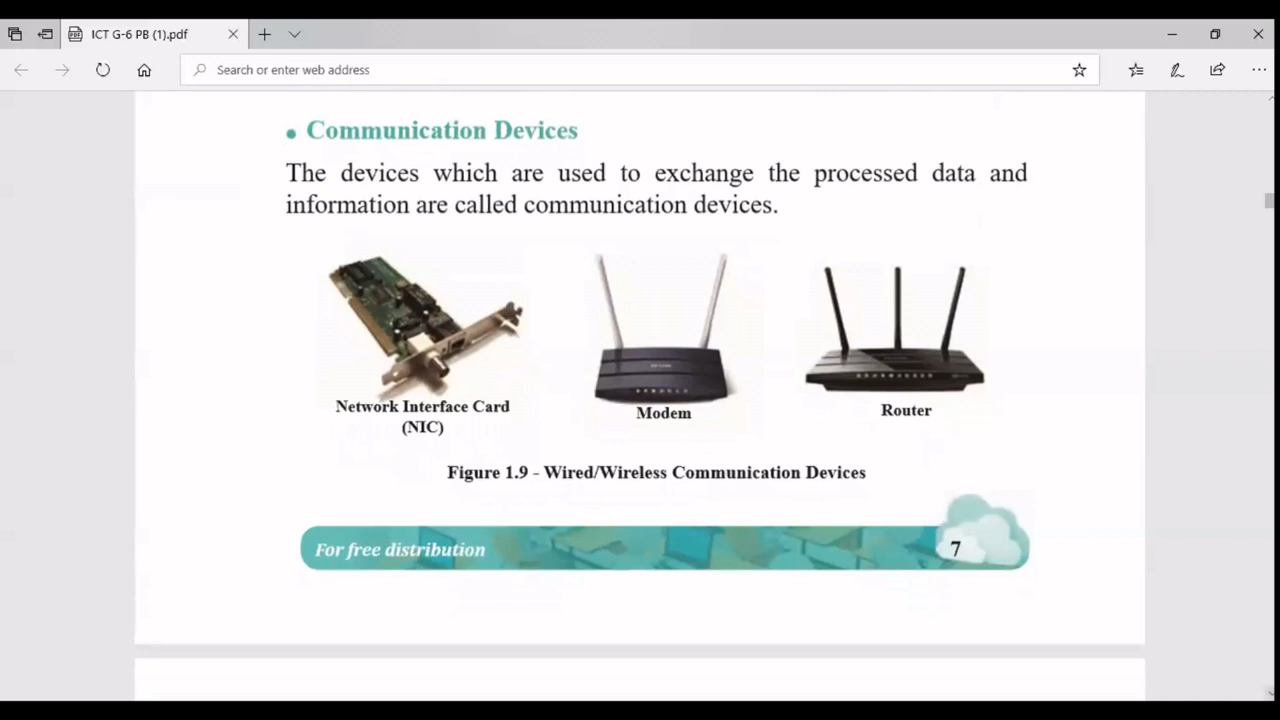 ICT G-6 PB (1).pdf
Search or enter web address
• Communication Devices
The devices which are used to exchange the processed data and
information are called communication devices.
Network Interface Card
(NIC)
Modem
Router
Figure 1.9 - Wired/Wireless Communication Devices
For free distribution
7